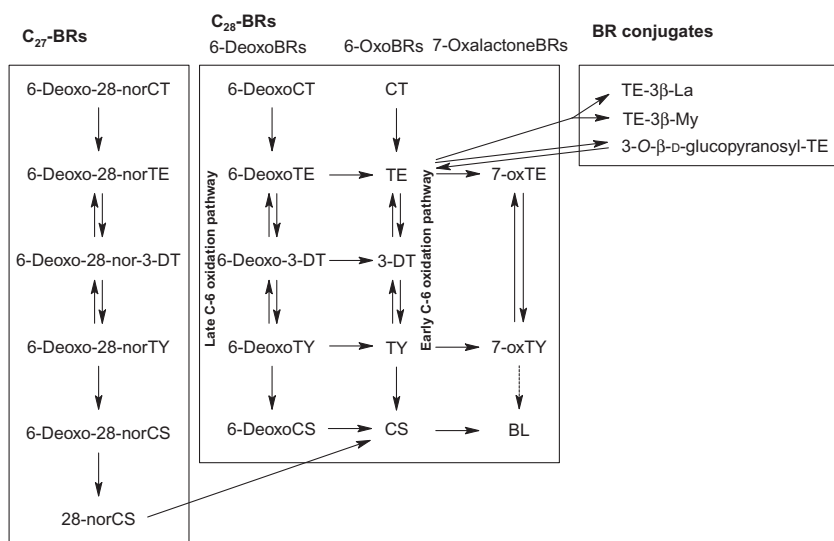 C27-BRs
C28-BRs
6-DeoxoBRs 6-OxoBRs 7-OxalactoneBRs
BR conjugates
6-Deoxo-28-norCT
6-Deoxo-28-norTE
6-Deoxo-28-nor-3-DT
6-Deoxo-28-norTY
6-Deoxo-28-norCS
28-norCS
Late C-6 oxidation pathway
6-DeoxoCT CT
6-DeoxoTE TE 7-oxTE
6-Deoxo-3-DT 3-DT
6-DeoxoTY TY 7-oxTY
6-DeoxoCS CS BL
Early C-6 oxidation pathway
TE-3β-La
TE-3β-My
3-O-β-D-glucopyranosyl-TE